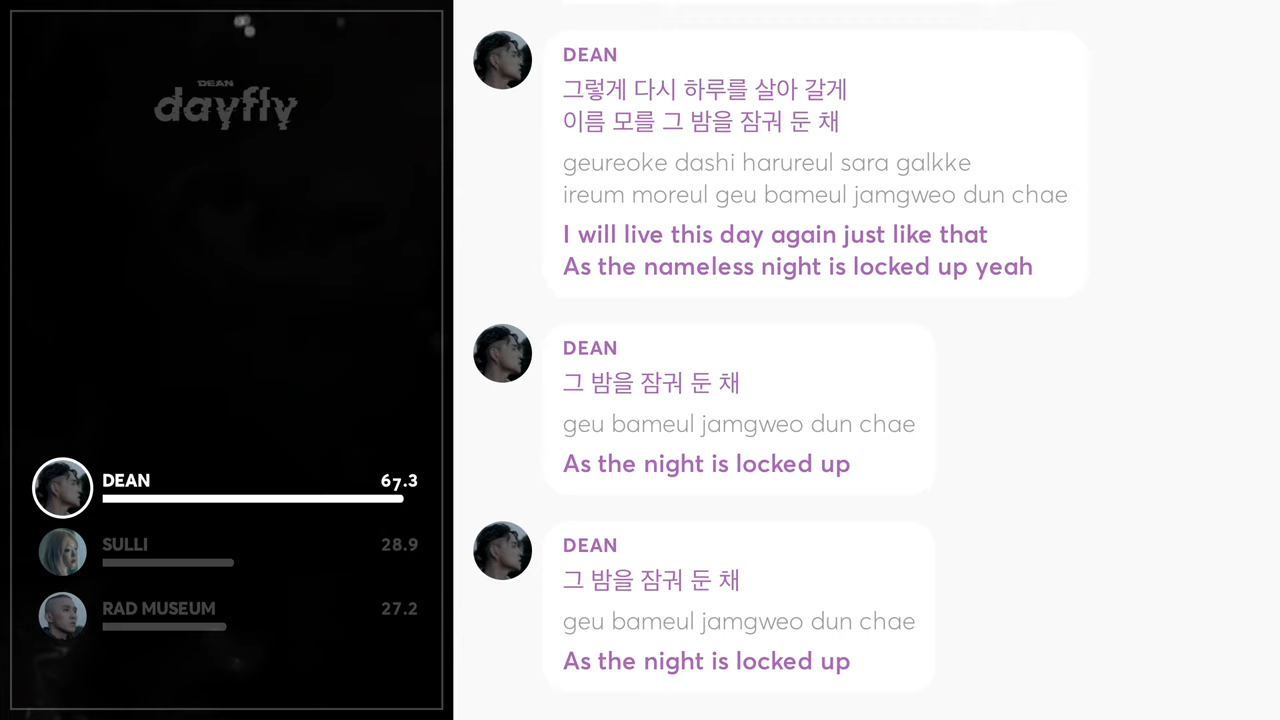 DEAN
dayfly
DEAN 67.3
SULLI 28.9
RAD MUSEUM 27.2
DEAN
그렇게 다시 하루를 살아 갈게
이름 모를 그 밤을 잠궈 둔 채
geureoke dashi harureul sara galkke
ireum moreul geu bameul jamgweo dun chae
I will live this day again just like that
As the nameless night is locked up yeah
DEAN
그 밤을 잠궈 둔 채
geu bameul jamgweo dun chae
As the night is locked up
DEAN
그 밤을 잠궈 둔 채
geu bameul jamgweo dun chae
As the night is locked up